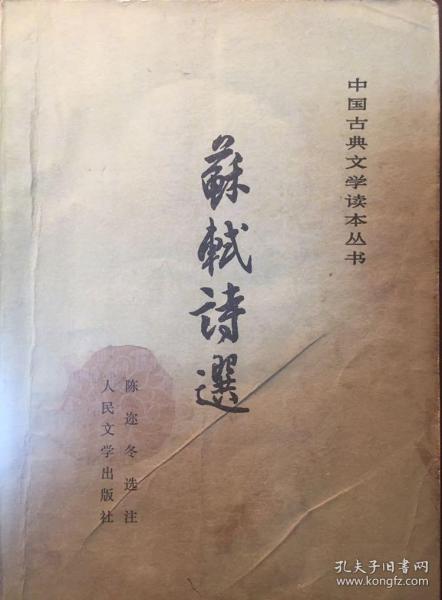 中国古典文学读本丛书
蘇軾詩選
陈迩冬选注
人民文学出版社
孔夫子旧书网
www.kongfz.com